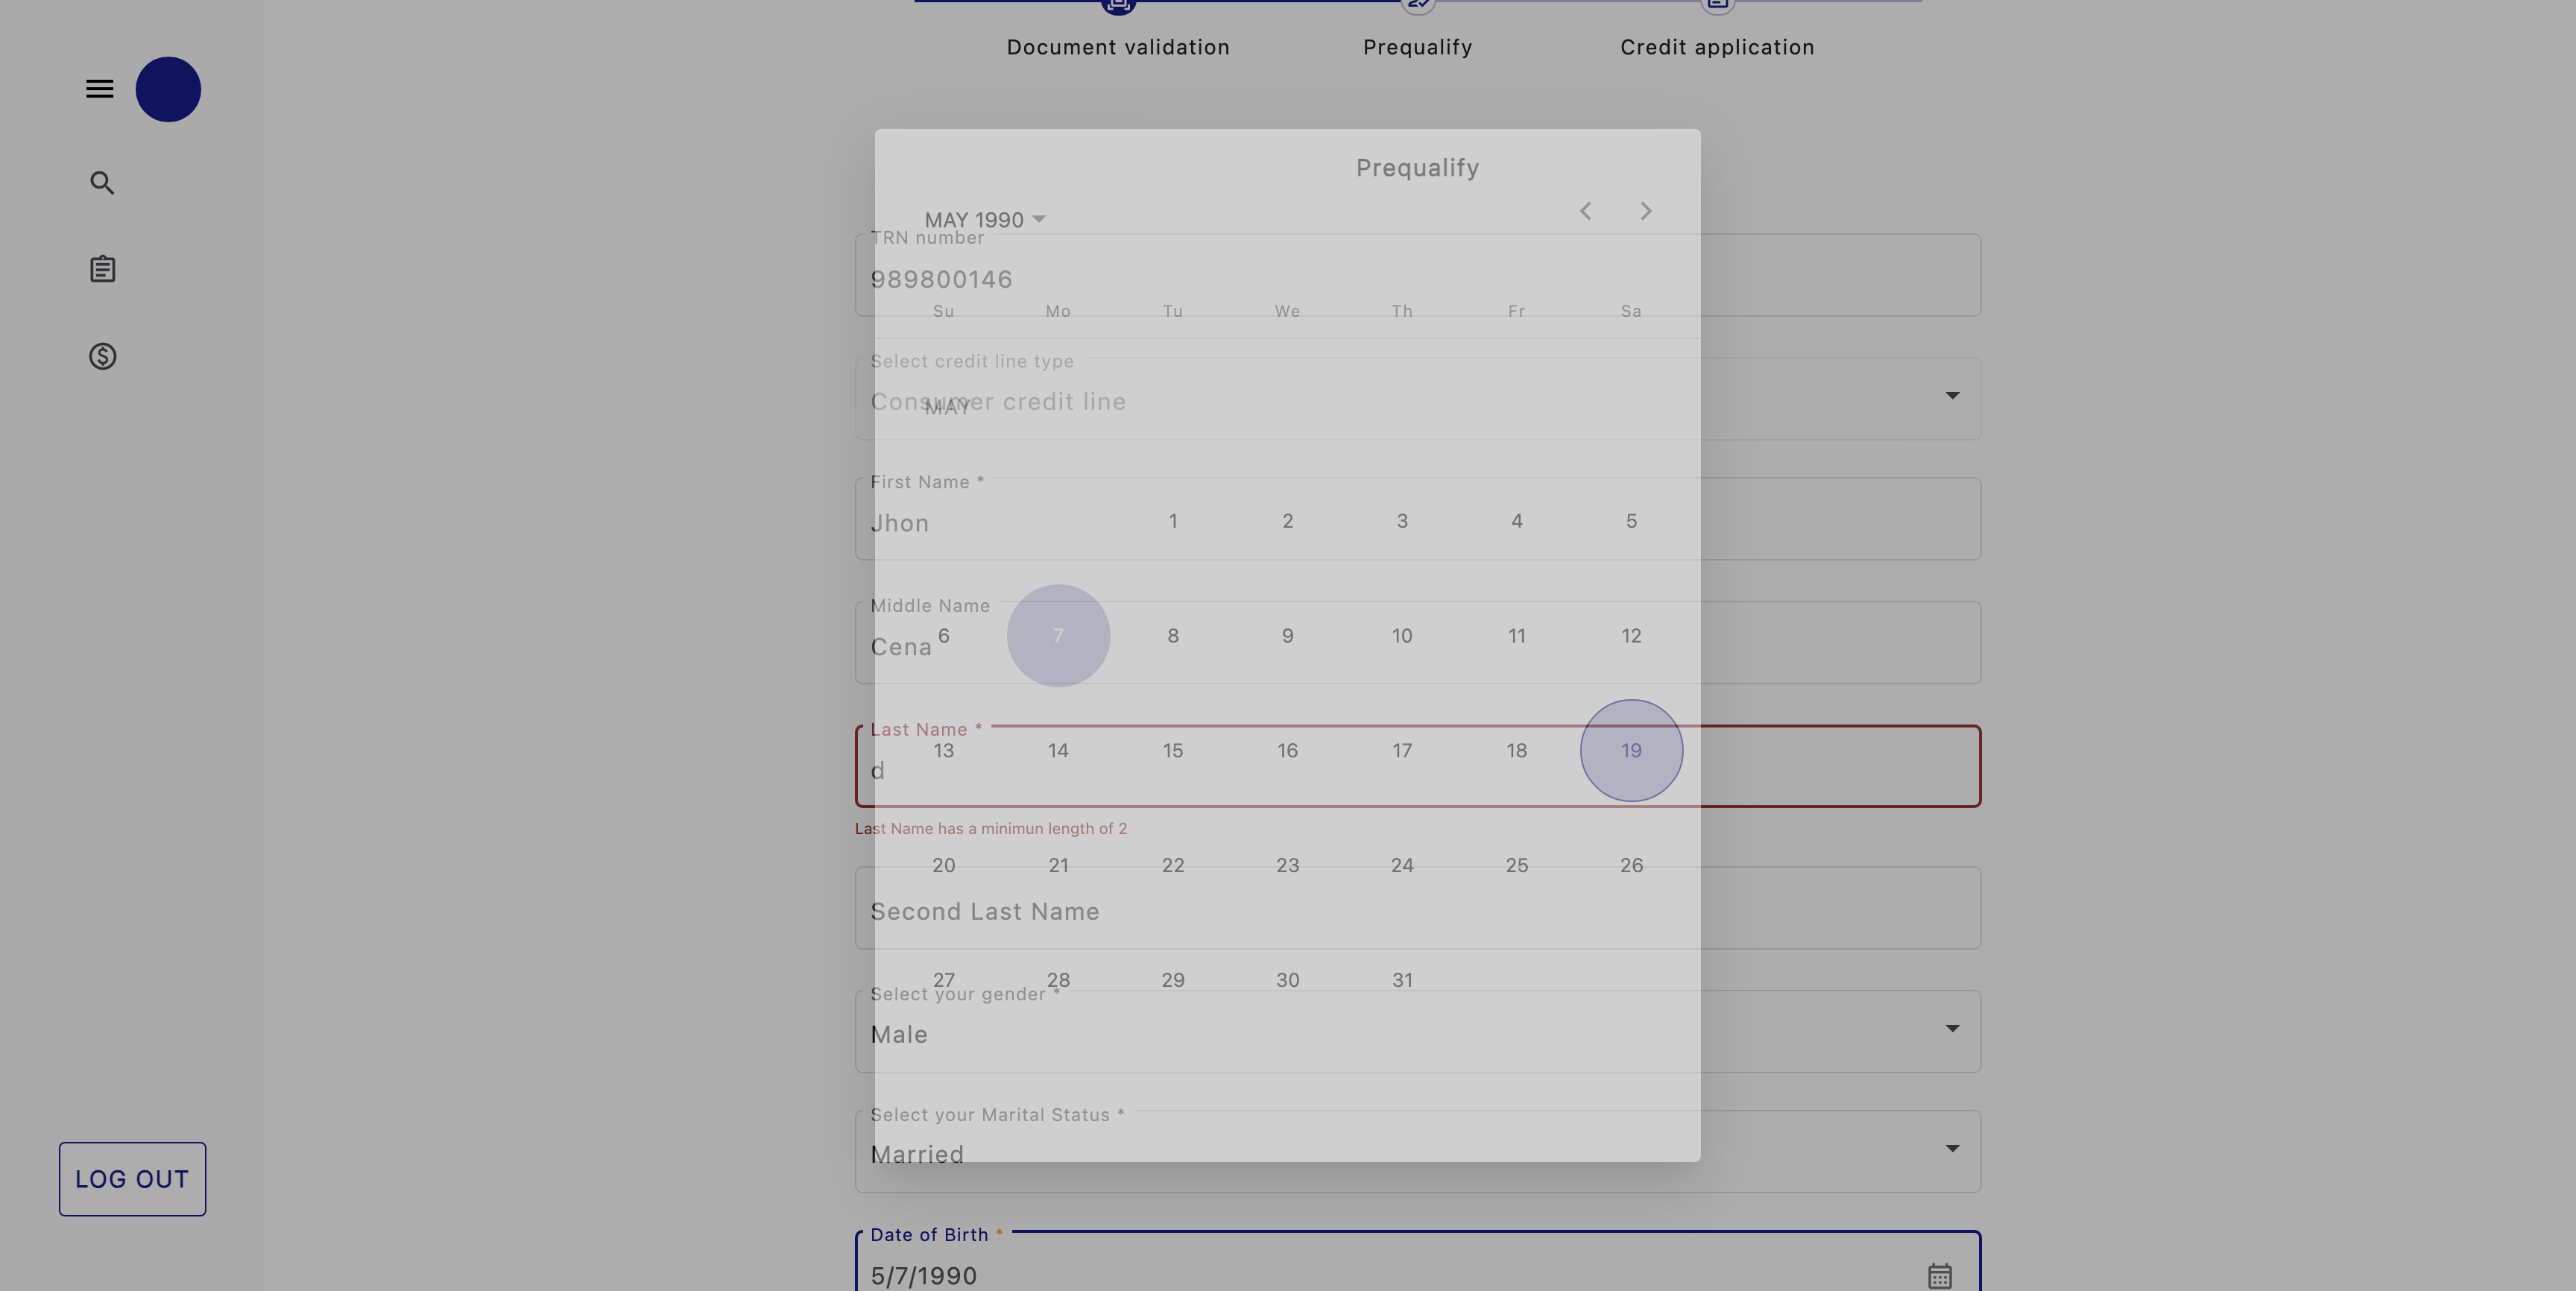 Document validation
Prequalify
Credit application
Prequalify
MAY 1990
TRN number
989800146
Su Mo Tu We Th Fr Sa
Select credit line type
Consumer credit line
MAY
First Name *
Jhon
1 2 3 4 5
Middle Name
Cena
6 7 8 9 10 11 12
Last Name *
d
13 14 15 16 17 18 19
Last Name has a minimun length of 2
20 21 22 23 24 25 26
Second Last Name
27 28 29 30 31
Select your gender *
Male
Select your Marital Status *
Married
LOG OUT
Date of Birth *
5/7/1990